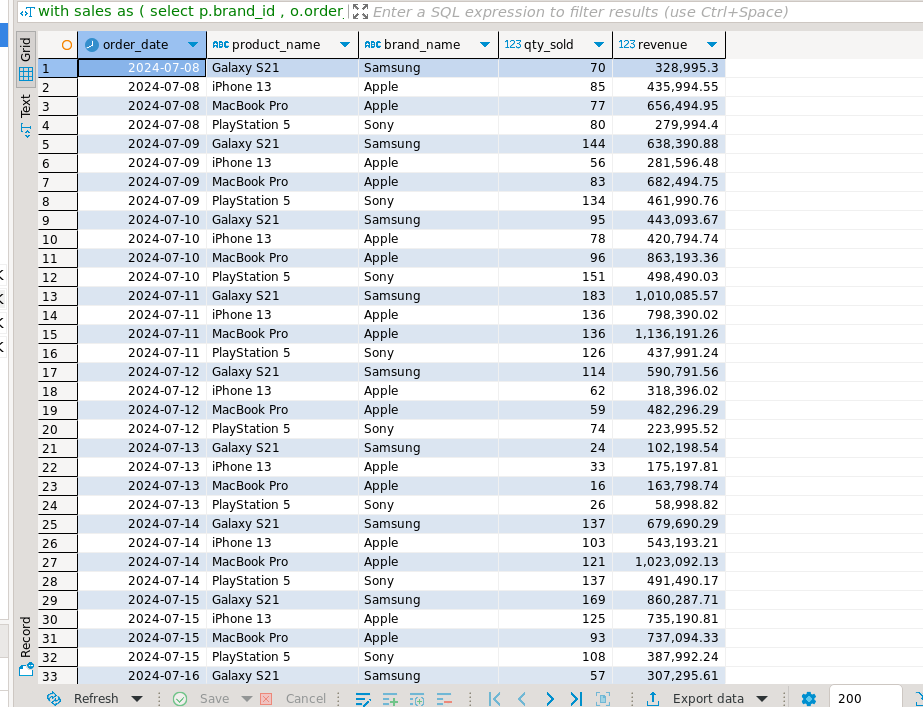 with sales as ( select p.brand_id , o.order_ Enter a SQL expression to filter results (use Ctrl+Space)
Grid
Text
Record
order_date ABC product_name ABC brand_name 123 qty_sold 123 revenue
1 2024-07-08 Galaxy S21 Samsung 70 328,995.3
2 2024-07-08 iPhone 13 Apple 85 435,994.55
3 2024-07-08 MacBook Pro Apple 77 656,494.95
4 2024-07-08 PlayStation 5 Sony 80 279,994.4
5 2024-07-09 Galaxy S21 Samsung 144 638,390.88
6 2024-07-09 iPhone 13 Apple 56 281,596.48
7 2024-07-09 MacBook Pro Apple 83 682,494.75
8 2024-07-09 PlayStation 5 Sony 134 461,990.76
9 2024-07-10 Galaxy S21 Samsung 95 443,093.67
10 2024-07-10 iPhone 13 Apple 78 420,794.74
11 2024-07-10 MacBook Pro Apple 96 863,193.36
12 2024-07-10 PlayStation 5 Sony 151 498,490.03
13 2024-07-11 Galaxy S21 Samsung 183 1,010,085.57
14 2024-07-11 iPhone 13 Apple 136 798,390.02
15 2024-07-11 MacBook Pro Apple 136 1,136,191.26
16 2024-07-11 PlayStation 5 Sony 126 437,991.24
17 2024-07-12 Galaxy S21 Samsung 114 590,791.56
18 2024-07-12 iPhone 13 Apple 62 318,396.02
19 2024-07-12 MacBook Pro Apple 59 482,296.29
20 2024-07-12 PlayStation 5 Sony 74 223,995.52
21 2024-07-13 Galaxy S21 Samsung 24 102,198.54
22 2024-07-13 iPhone 13 Apple 33 175,197.81
23 2024-07-13 MacBook Pro Apple 16 163,798.74
24 2024-07-13 PlayStation 5 Sony 26 58,998.82
25 2024-07-14 Galaxy S21 Samsung 137 679,690.29
26 2024-07-14 iPhone 13 Apple 103 543,193.21
27 2024-07-14 MacBook Pro Apple 121 1,023,092.13
28 2024-07-14 PlayStation 5 Sony 137 491,490.17
29 2024-07-15 Galaxy S21 Samsung 169 860,287.71
30 2024-07-15 iPhone 13 Apple 125 735,190.81
31 2024-07-15 MacBook Pro Apple 93 737,094.33
32 2024-07-15 PlayStation 5 Sony 108 387,992.24
33 2024-07-16 Galaxy S21 Samsung 57 307,295.61
Refresh Save Cancel Export data 200